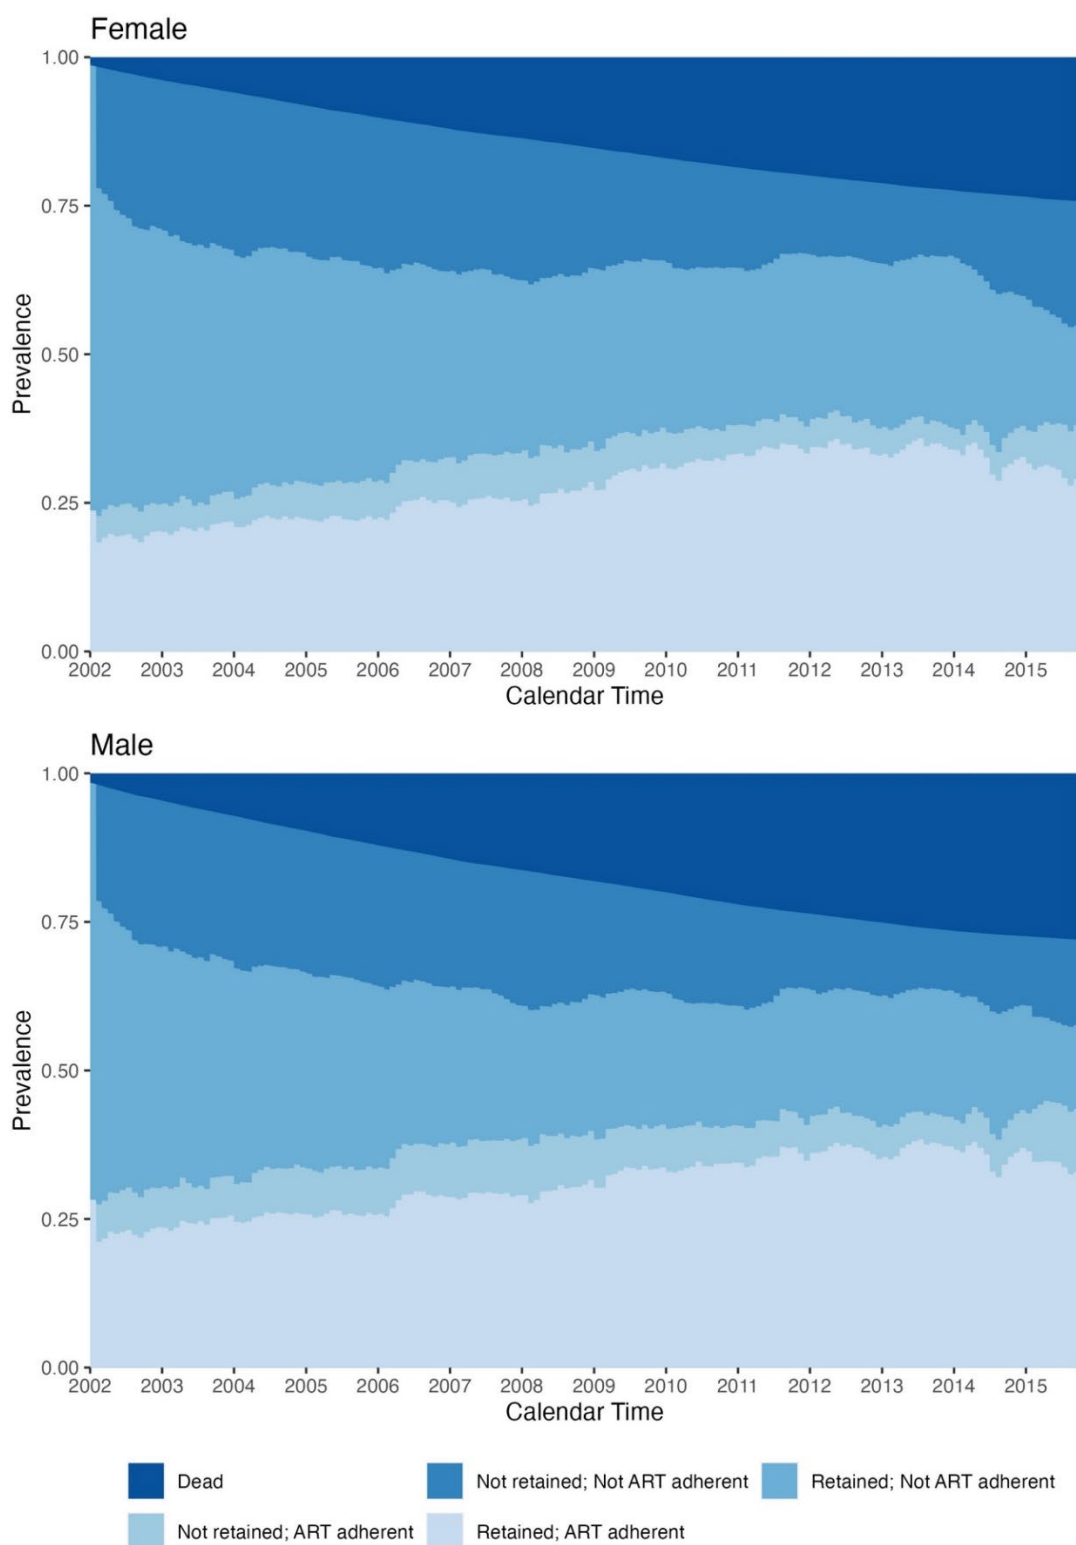 Female
1.00
0.75
0.50
0.25
0.00
Prevalence
2002 2003 2004 2005 2006 2007 2008 2009 2010 2011 2012 2013 2014 2015
Calendar Time
Male
1.00
0.75
0.50
0.25
0.00
Prevalence
2002 2003 2004 2005 2006 2007 2008 2009 2010 2011 2012 2013 2014 2015
Calendar Time
Dead Not retained; Not ART adherent Retained; Not ART adherent
Not retained; ART adherent Retained; ART adherent